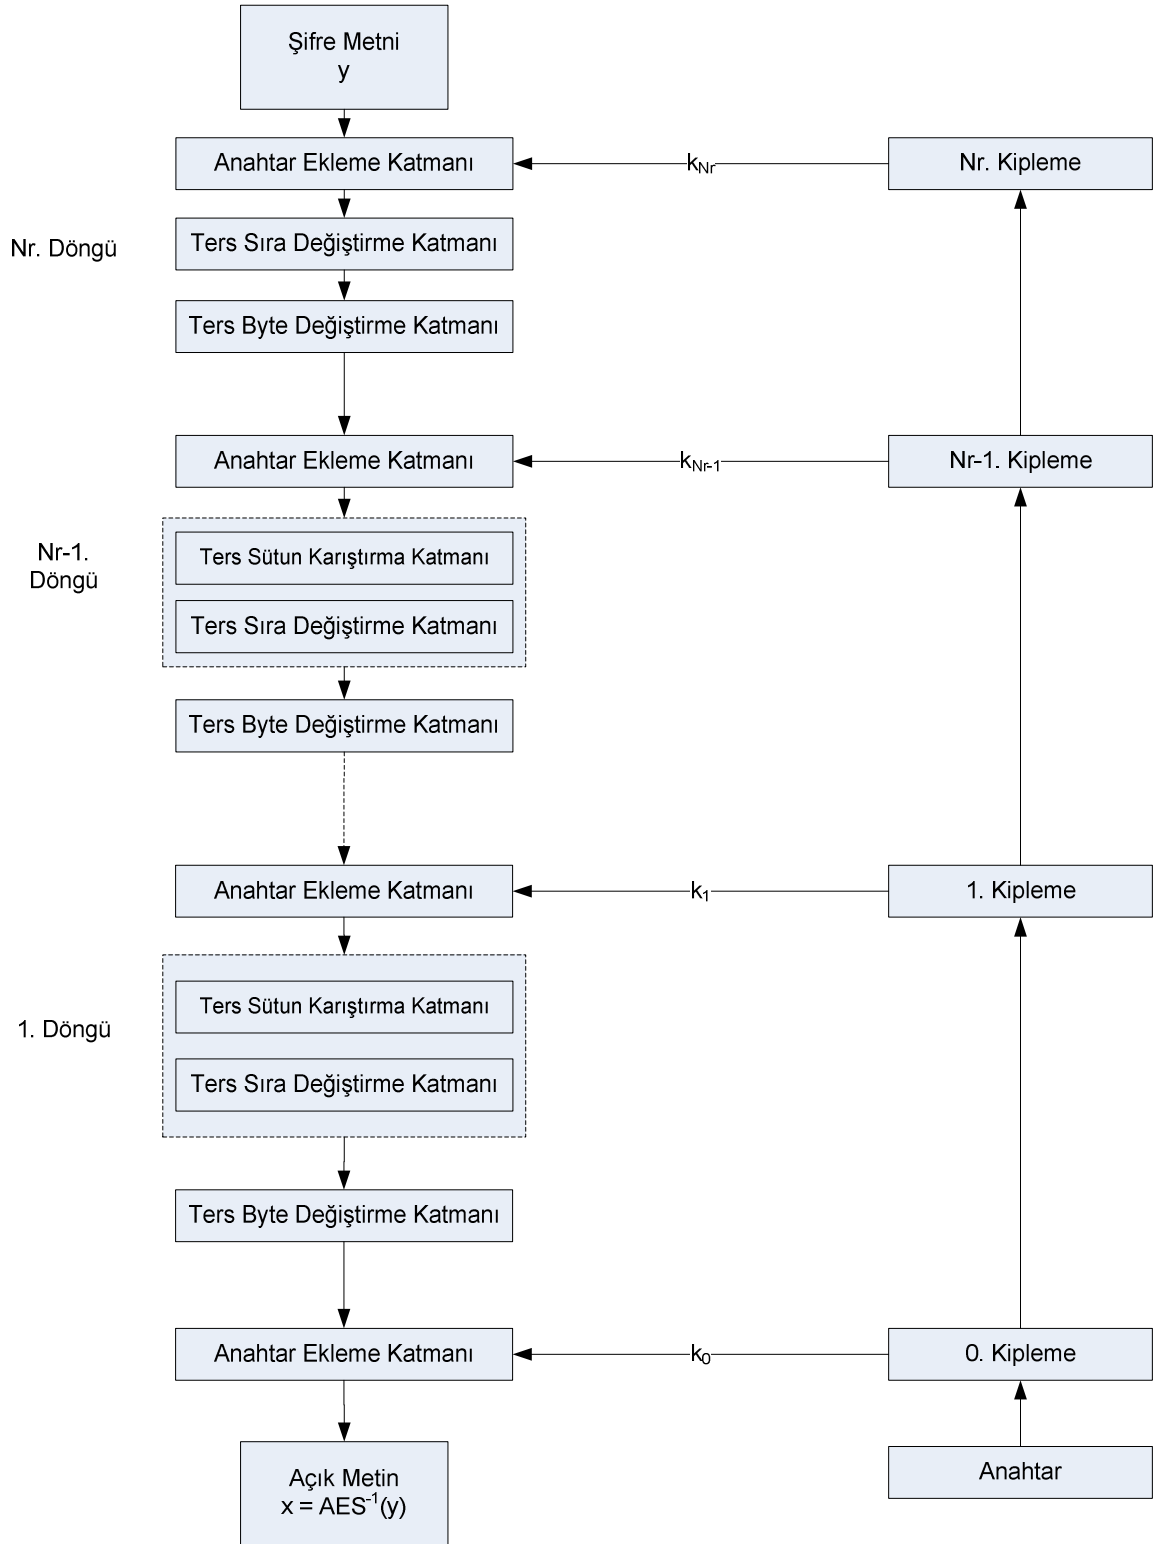 Şifre Metni
y
Anahtar Ekleme Katmanı
k_Nr
Nr. Kipleme
Nr. Döngü
Ters Sıra Değiştirme Katmanı
Ters Byte Değiştirme Katmanı
Anahtar Ekleme Katmanı
k_Nr-1
Nr-1. Kipleme
Nr-1.
Döngü
Ters Sütun Karıştırma Katmanı
Ters Sıra Değiştirme Katmanı
Ters Byte Değiştirme Katmanı
Anahtar Ekleme Katmanı
k₁
1. Kipleme
1. Döngü
Ters Sütun Karıştırma Katmanı
Ters Sıra Değiştirme Katmanı
Ters Byte Değiştirme Katmanı
Anahtar Ekleme Katmanı
k₀
0. Kipleme
Açık Metin
x = AES⁻¹(y)
Anahtar